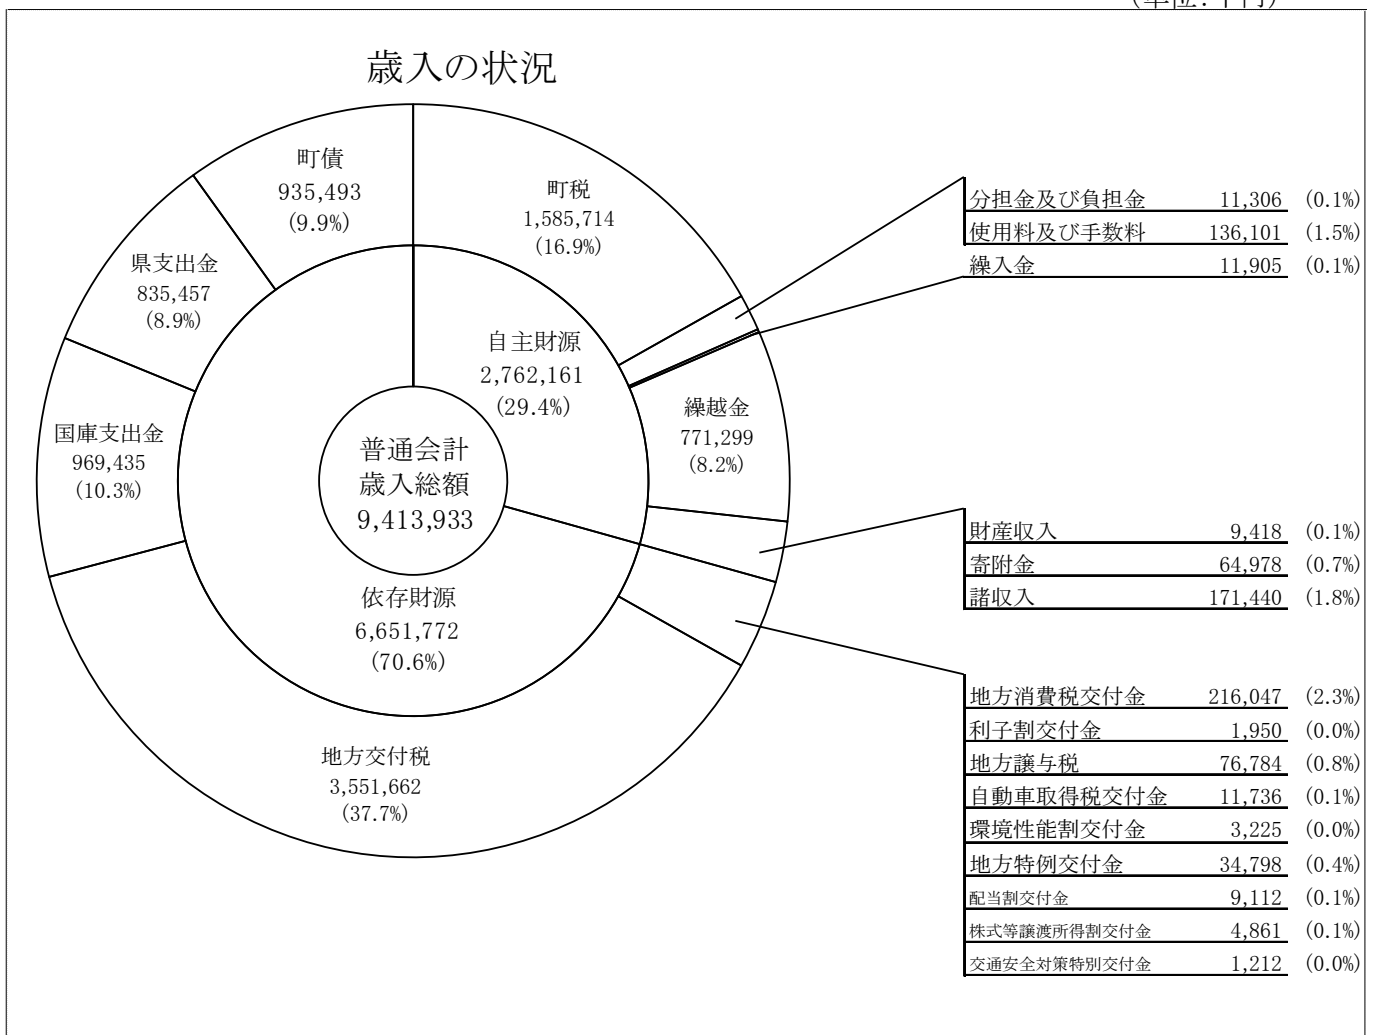 (単位:千円)
歳入の状況
町債
935,493
(9.9%)
町税
1,585,714
(16.9%)
県支出金
835,457
(8.9%)
国庫支出金
969,435
(10.3%)
自主財源
2,762,161
(29.4%)
繰越金
771,299
(8.2%)
普通会計
歳入総額
9,413,933
依存財源
6,651,772
(70.6%)
地方交付税
3,551,662
(37.7%)
分担金及び負担金 11,306 (0.1%)
使用料及び手数料 136,101 (1.5%)
繰入金 11,905 (0.1%)
財産収入 9,418 (0.1%)
寄附金 64,978 (0.7%)
諸収入 171,440 (1.8%)
地方消費税交付金 216,047 (2.3%)
利子割交付金 1,950 (0.0%)
地方譲与税 76,784 (0.8%)
自動車取得税交付金 11,736 (0.1%)
環境性能割交付金 3,225 (0.0%)
地方特例交付金 34,798 (0.4%)
配当割交付金 9,112 (0.1%)
株式等譲渡所得割交付金 4,861 (0.1%)
交通安全対策特別交付金 1,212 (0.0%)